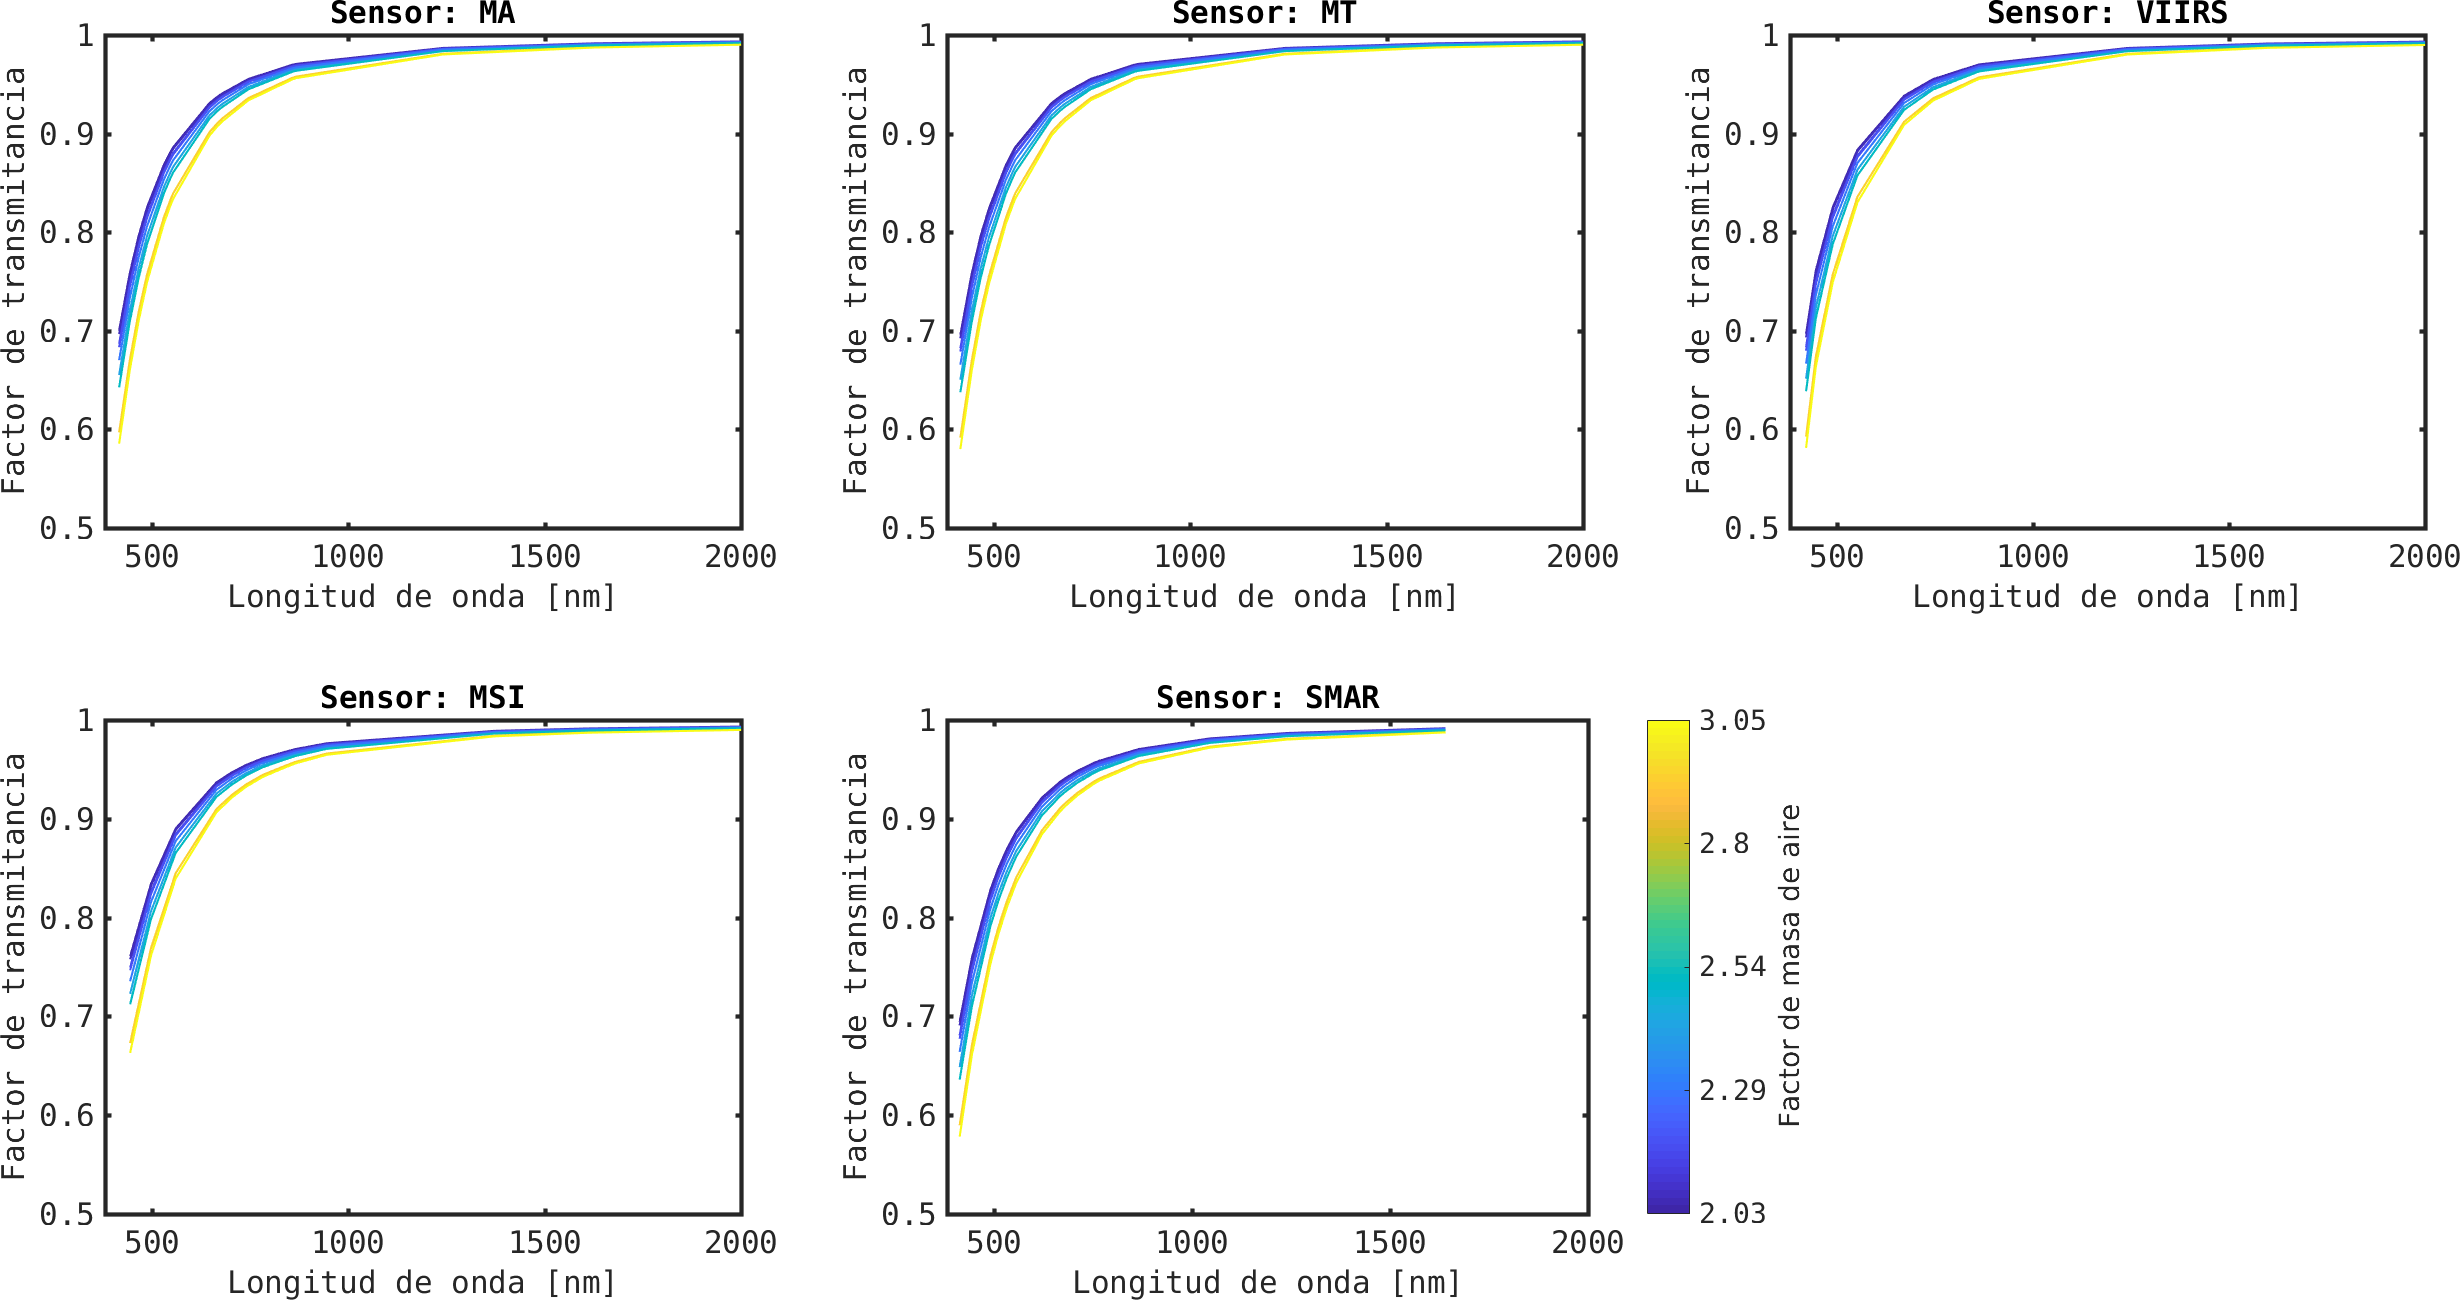 Sensor: MA
Factor de transmitancia
1
0.9
0.8
0.7
0.6
0.5
500 1000 1500 2000
Longitud de onda [nm]
Sensor: MT
Factor de transmitancia
1
0.9
0.8
0.7
0.6
0.5
500 1000 1500 2000
Longitud de onda [nm]
Sensor: VIIRS
Factor de transmitancia
1
0.9
0.8
0.7
0.6
0.5
500 1000 1500 2000
Longitud de onda [nm]
Sensor: MSI
Factor de transmitancia
1
0.9
0.8
0.7
0.6
0.5
500 1000 1500 2000
Longitud de onda [nm]
Sensor: SMAR
Factor de transmitancia
1
0.9
0.8
0.7
0.6
0.5
500 1000 1500 2000
Longitud de onda [nm]
3.05
2.8
2.54
2.29
2.03
Factor de masa de aire